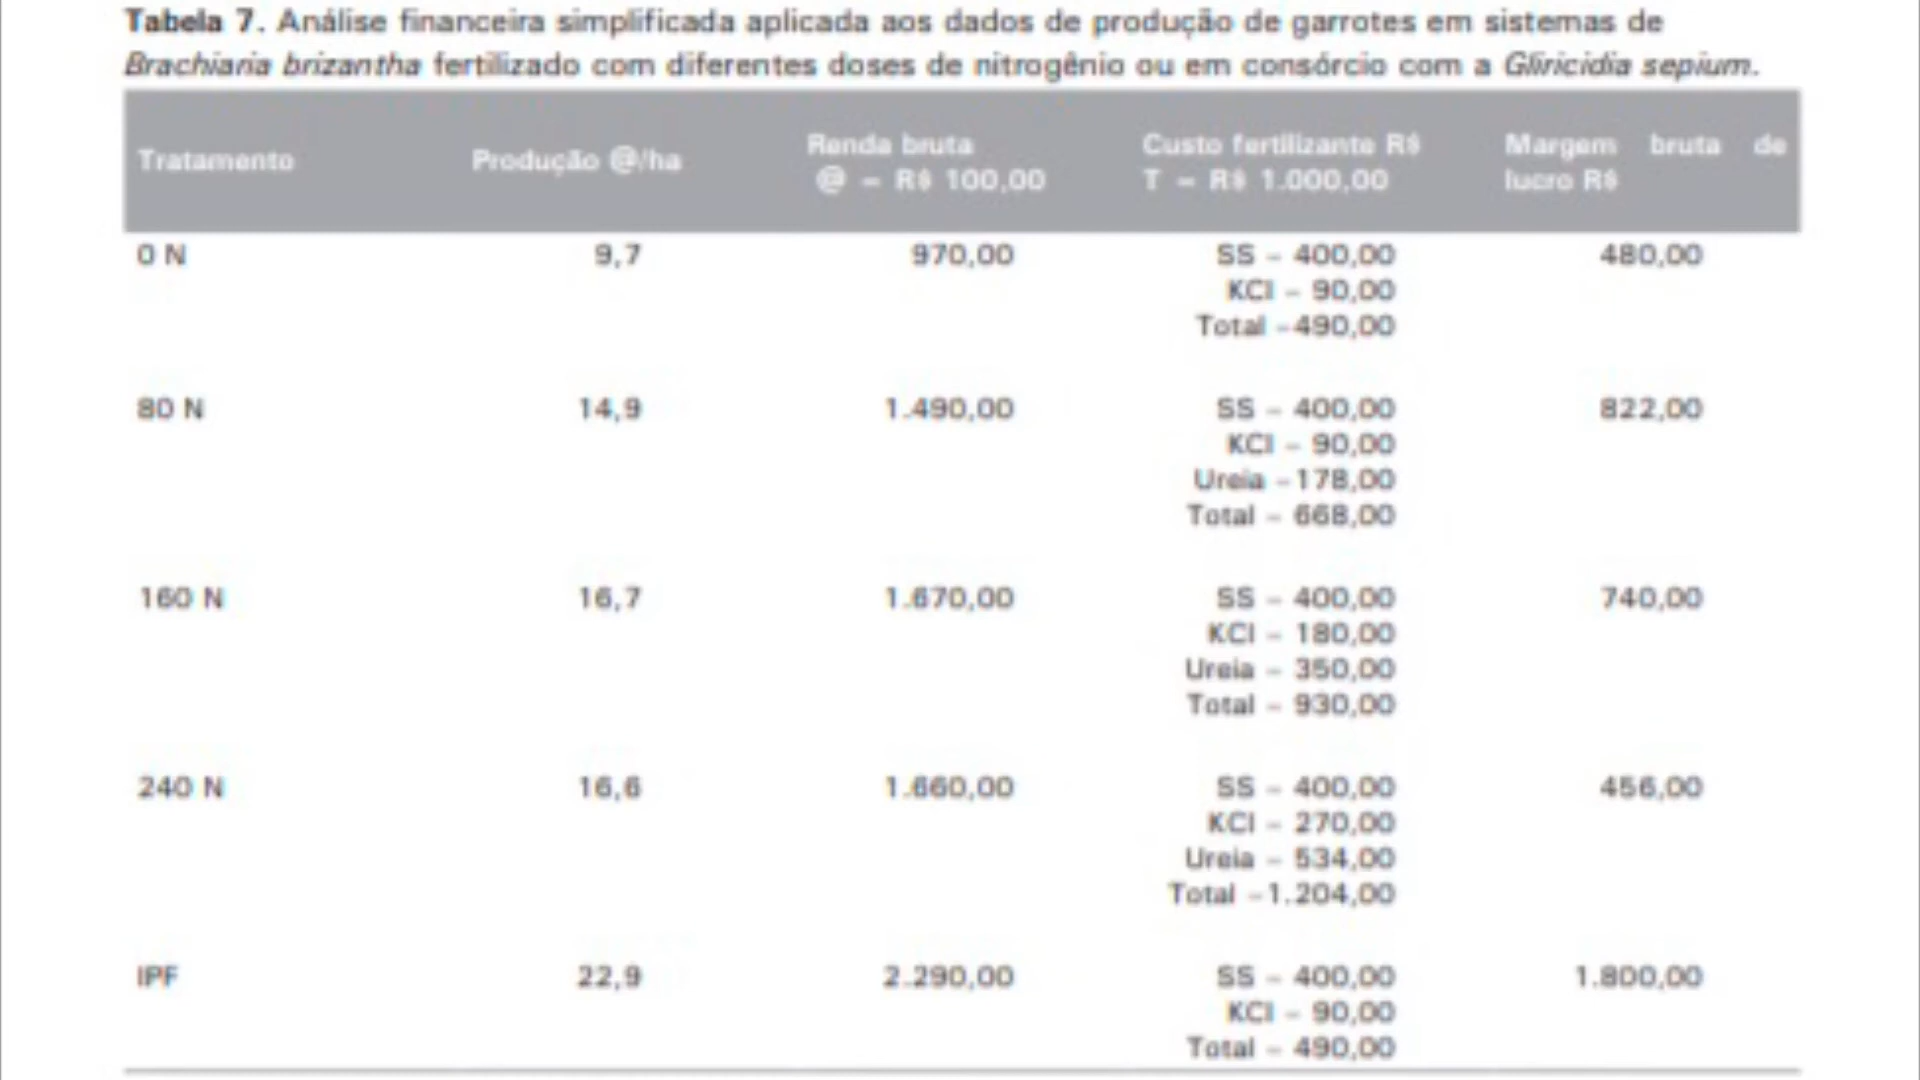 Tabela 7. Análise financeira simplificada aplicada aos dados de produção de garrotes em sistemas de
Brachiaria brizantha fertilizado com diferentes doses de nitrogênio ou em consórcio com a Gliricidia sepium.
Tratamento Produção @/ha Renda bruta @ = R$ 100,00 Custo fertilizante R$ T = R$ 1.000,00 Margem bruta de lucro R$
0 N 9,7 970,00 SS – 400,00 480,00
KCl – 90,00
Total –490,00
80 N 14,9 1.490,00 SS – 400,00 822,00
KCl – 90,00
Ureia –178,00
Total – 668,00
160 N 16,7 1.670,00 SS – 400,00 740,00
KCl – 180,00
Ureia – 350,00
Total – 930,00
240 N 16,6 1.660,00 SS – 400,00 456,00
KCl – 270,00
Ureia – 534,00
Total –1.204,00
IPF 22,9 2.290,00 SS – 400,00 1.800,00
KCl – 90,00
Total – 490,00